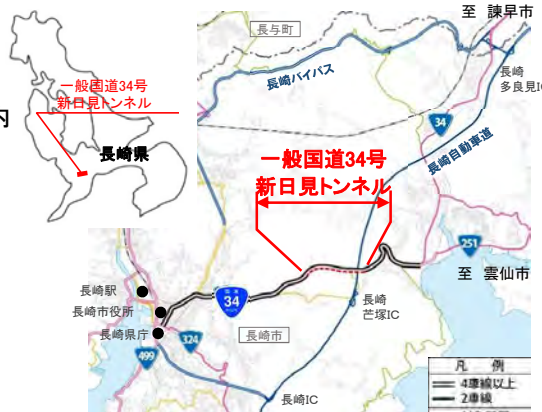 一般国道34号
新日見トンネル
内
長崎県
至 諫早市
長与町
長崎バイパス
長崎
多良見IC
34
長崎自動車道
一般国道34号
新日見トンネル
251
至 雲仙市
長崎駅
長崎市役所
長崎県庁
34
324
499
長崎市
長崎
芒塚IC
長崎IC
凡 例
4車線以上
2車線